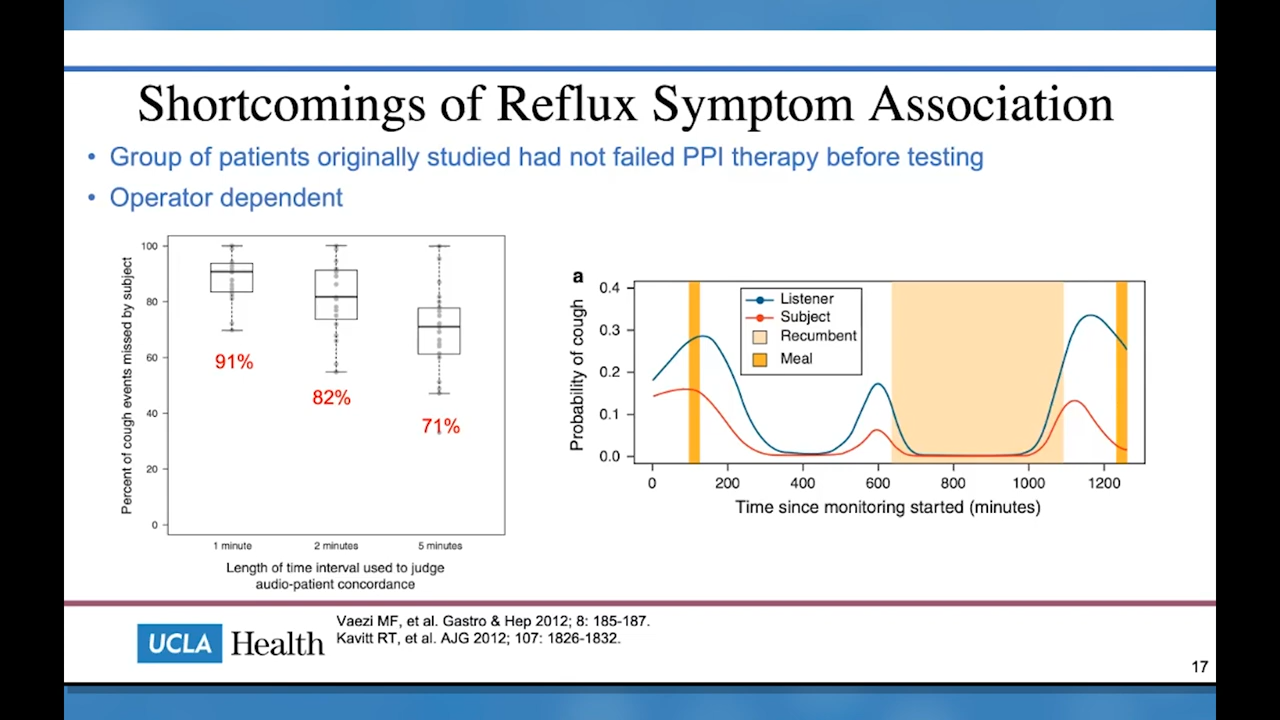 Shortcomings of Reflux Symptom Association
• Group of patients originally studied had not failed PPI therapy before testing
• Operator dependent
Percent of cough events missed by subject
100
80
60
40
20
0
91%
82%
71%
1 minute
2 minutes
5 minutes
Length of time interval used to judge
audio-patient concordance
a
Probability of cough
0.4
0.3
0.2
0.1
0.0
Listener
Subject
Recumbent
Meal
0
200
400
600
800
1000
1200
Time since monitoring started (minutes)
UCLA Health
Vaezi MF, et al. Gastro & Hep 2012; 8: 185-187.
Kavitt RT, et al. AJG 2012; 107: 1826-1832.
17